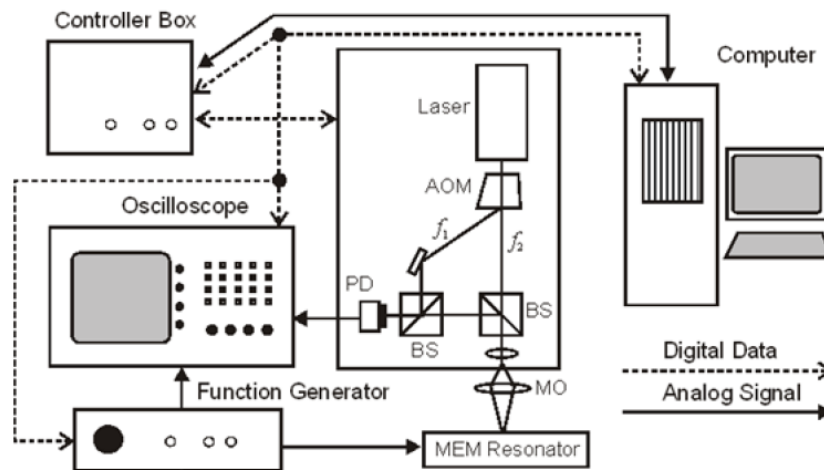 Controller Box
Computer
Laser
AOM
Oscilloscope
f₁
f₂
PD
BS
BS
Digital Data
MO
Function Generator
Analog Signal
MEM Resonator